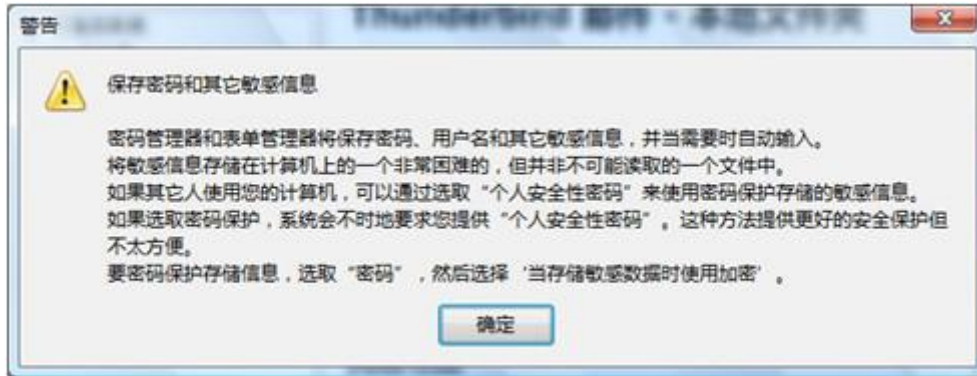 警告
Thunderbird 邮件 - 本地文件夹
保存密码和其它敏感信息
密码管理器和表单管理器将保存密码、用户名和其它敏感信息，并当需要时自动输入。
将敏感信息存储在计算机上的一个非常困难的，但并非不可能读取的一个文件中。
如果其它人使用您的计算机，可以通过选取“个人安全性密码”来使用密码保护存储的敏感信息。
如果选取密码保护，系统会不时地要求您提供“个人安全性密码”。这种方法提供更好的安全保护但
不太方便。
要密码保护存储信息，选取“密码”，然后选择‘当存储敏感数据时使用加密’。
确定